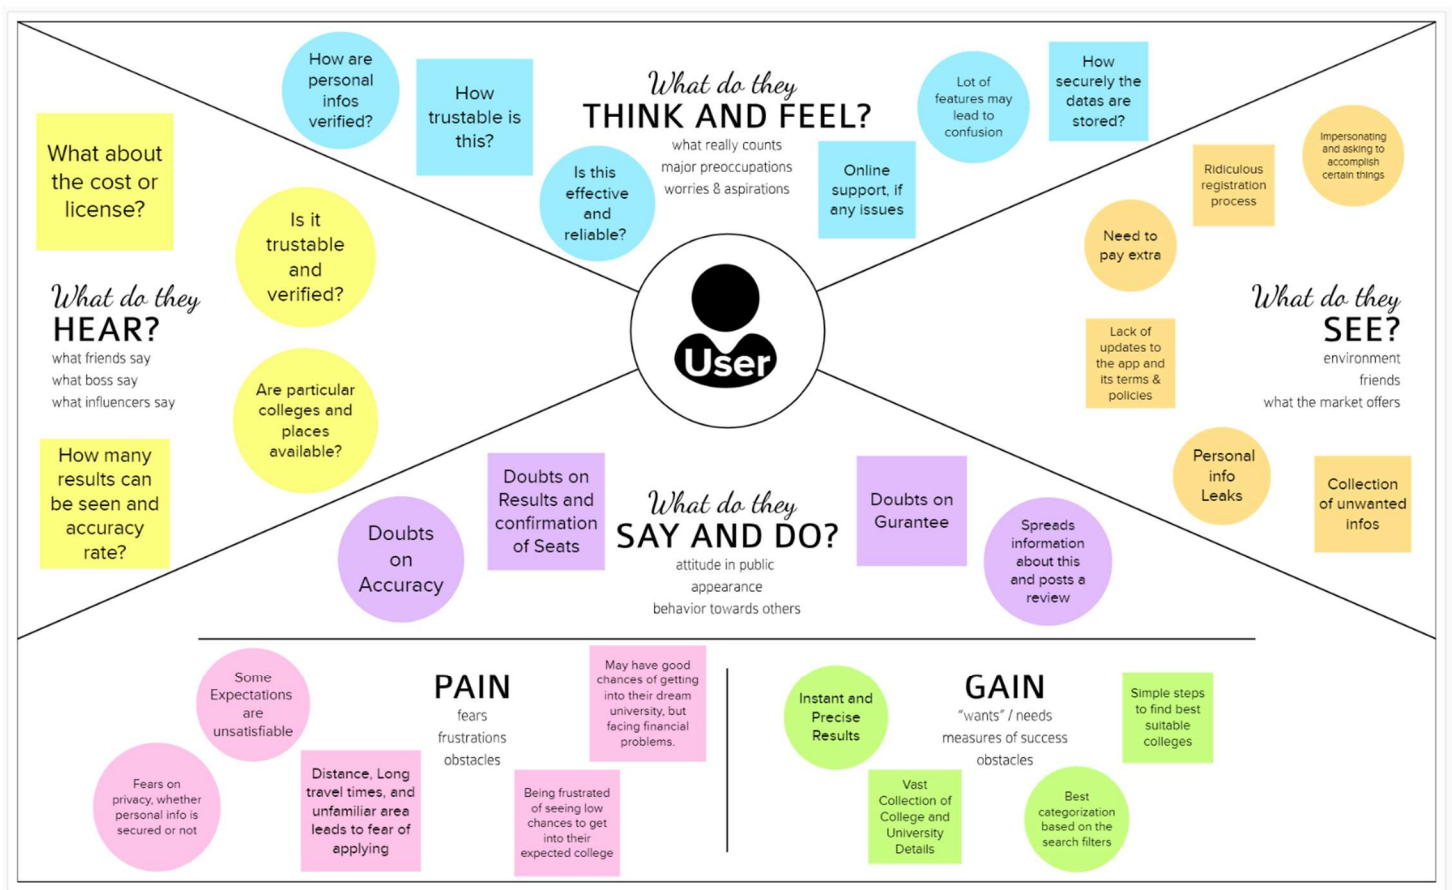 How are
personal
infos
verified?
How
trustable is
this?
Is this
effective
and
reliable?
What do they
THINK AND FEEL?
what really counts
major preoccupations
worries & aspirations
Online
support, if
any issues
Lot of
features may
lead to
confusion
How
securely the
datas are
stored?
What about
the cost or
license?
Is it
trustable
and
verified?
What do they
HEAR?
what friends say
what boss say
what influencers say
Are particular
colleges and
places
available?
How many
results can
be seen and
accuracy
rate?
User
Impersonating
and asking to
accomplish
certain things
Ridiculous
registration
process
Need to
pay extra
What do they
SEE?
environment
friends
what the market offers
Lack of
updates to
the app and
its terms &
policies
Personal
info
Leaks
Collection
of unwanted
infos
Doubts
on
Accuracy
Doubts on
Results and
confirmation
of Seats
What do they
SAY AND DO?
attitude in public
appearance
behavior towards others
Doubts on
Gurantee
Spreads
information
about this
and posts a
review
Some
Expectations
are
unsatisfiable
Fears on
privacy, whether
personal info is
secured or not
Distance, Long
travel times, and
unfamiliar area
leads to fear of
applying
PAIN
fears
frustrations
obstacles
Being frustrated
of seeing low
chances to get
into their
expected college
May have good
chances of getting
into their dream
university, but
facing financial
problems.
Instant and
Precise
Results
Vast
Collection of
College and
University
Details
GAIN
"wants" / needs
measures of success
obstacles
Best
categorization
based on the
search filters
Simple steps
to find best
suitable
colleges